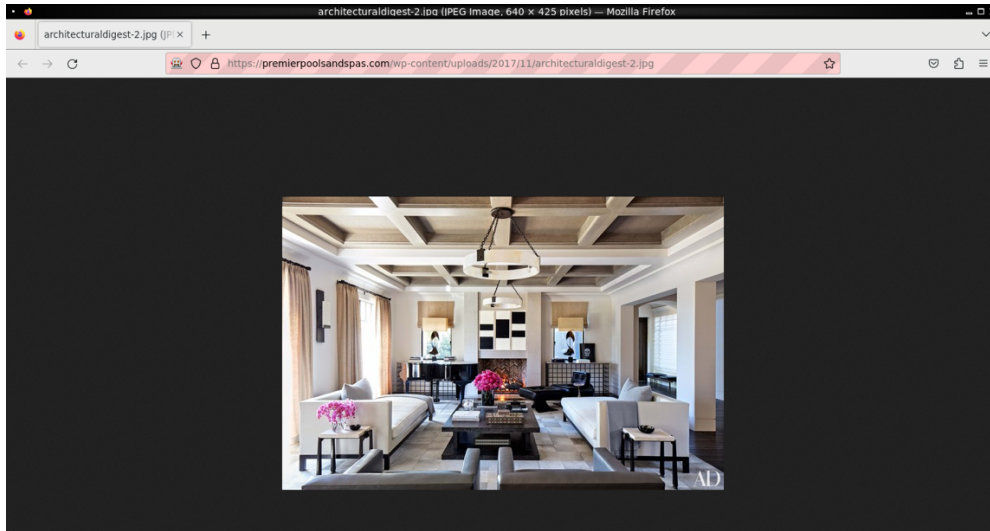 architecturaldigest-2.jpg (JPEG Image, 640 × 425 pixels) — Mozilla Firefox
architecturaldigest-2.jpg (JP
https://premierpoolsandspas.com/wp-content/uploads/2017/11/architecturaldigest-2.jpg
AD